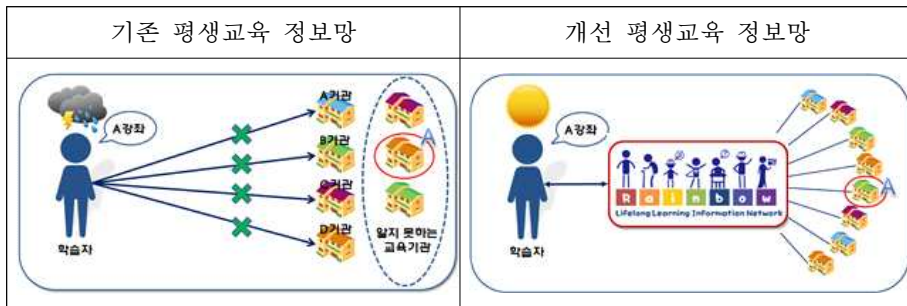 기존 평생교육 정보망
개선 평생교육 정보망
A강좌
A기관
B기관
C기관
D기관
A
알지 못하는
교육기관
학습자
A강좌
Rainbow
Lifelong Learning Information Network
A
학습자